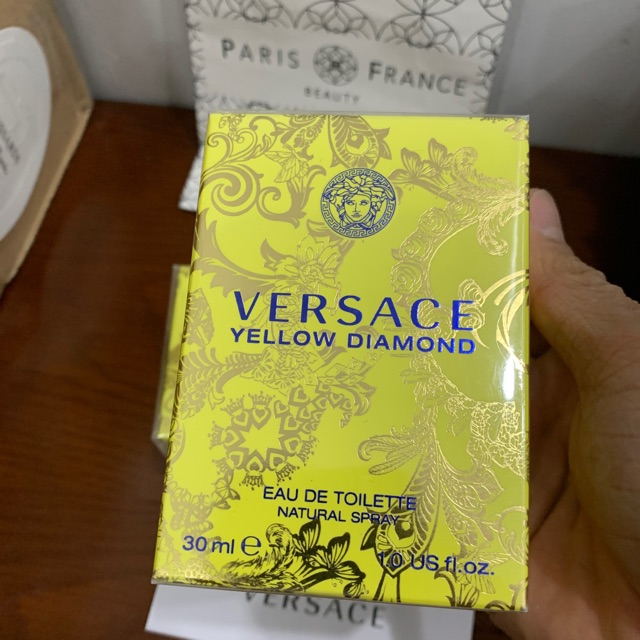 PARIS FRANCE
BEAUTY
VERSACE
YELLOW DIAMOND
EAU DE TOILETTE
NATURAL SPRAY
30 ml e 1.0 US fl.oz.
VERSACE